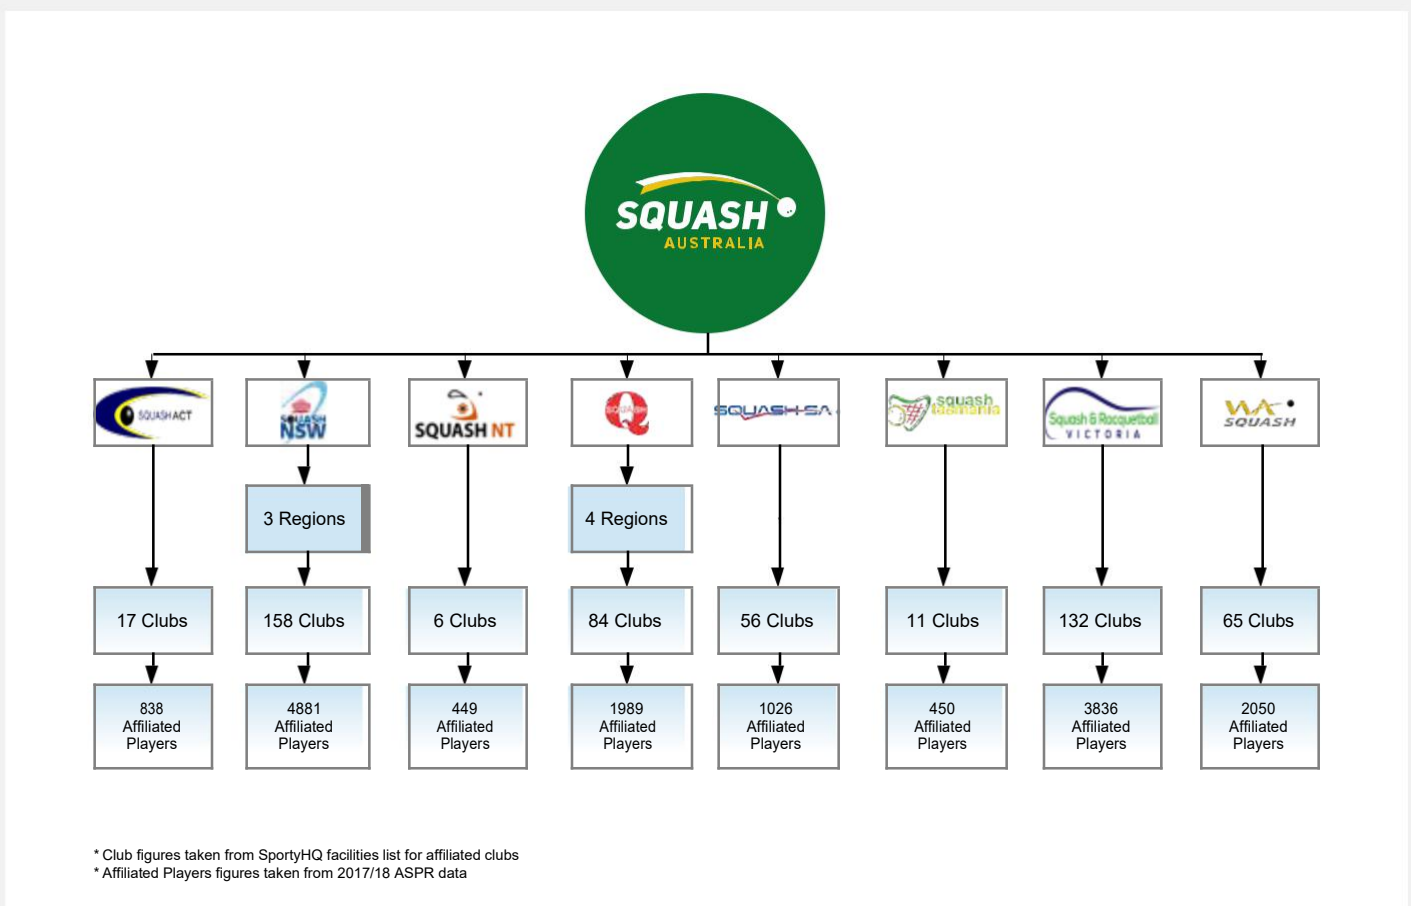 SQUASH
AUSTRALIA
SQUASH ACT
SQUASH
NSW
SQUASH NT
SQUASH
Q
SQUASH-SA
squash
tasmania
Squash & Racquetball
VICTORIA
WA
SQUASH
3 Regions
4 Regions
17 Clubs
158 Clubs
6 Clubs
84 Clubs
56 Clubs
11 Clubs
132 Clubs
65 Clubs
838
Affiliated
Players
4881
Affiliated
Players
449
Affiliated
Players
1989
Affiliated
Players
1026
Affiliated
Players
450
Affiliated
Players
3836
Affiliated
Players
2050
Affiliated
Players
* Club figures taken from SportyHQ facilities list for affiliated clubs
* Affiliated Players figures taken from 2017/18 ASPR data